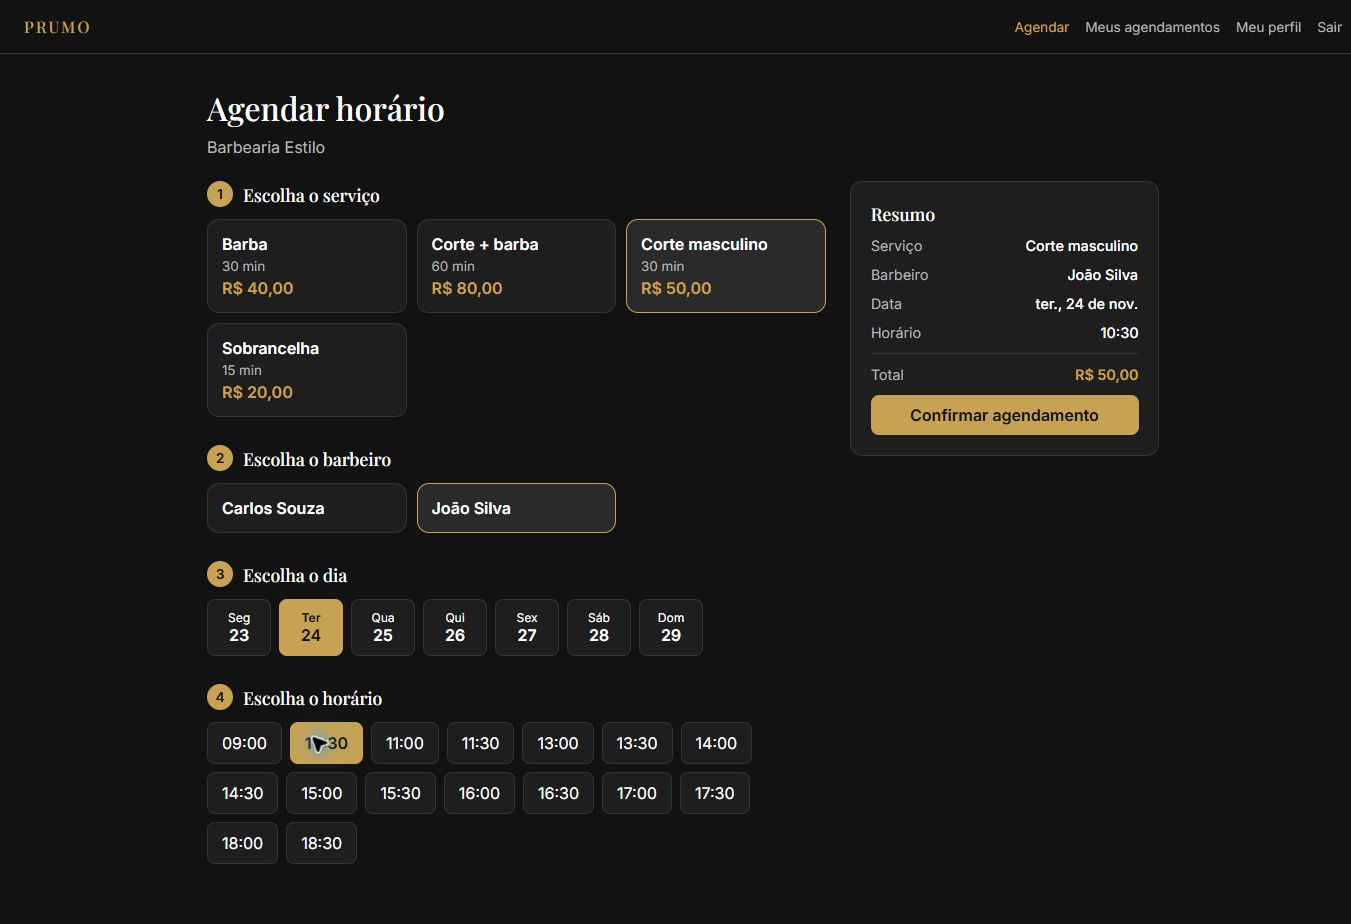 PRUMO
Agendar Meus agendamentos Meu perfil Sair
Agendar horário
Barbearia Estilo
1 Escolha o serviço
Barba
30 min
R$ 40,00
Corte + barba
60 min
R$ 80,00
Corte masculino
30 min
R$ 50,00
Sobrancelha
15 min
R$ 20,00
2 Escolha o barbeiro
Carlos Souza
João Silva
3 Escolha o dia
Seg
23
Ter
24
Qua
25
Qui
26
Sex
27
Sáb
28
Dom
29
4 Escolha o horário
09:00 11:00 11:30 13:00 13:30 14:00
14:30 15:00 15:30 16:00 16:30 17:00 17:30
18:00 18:30
Resumo
Serviço Corte masculino
Barbeiro João Silva
Data ter., 24 de nov.
Horário 10:30
Total R$ 50,00
Confirmar agendamento